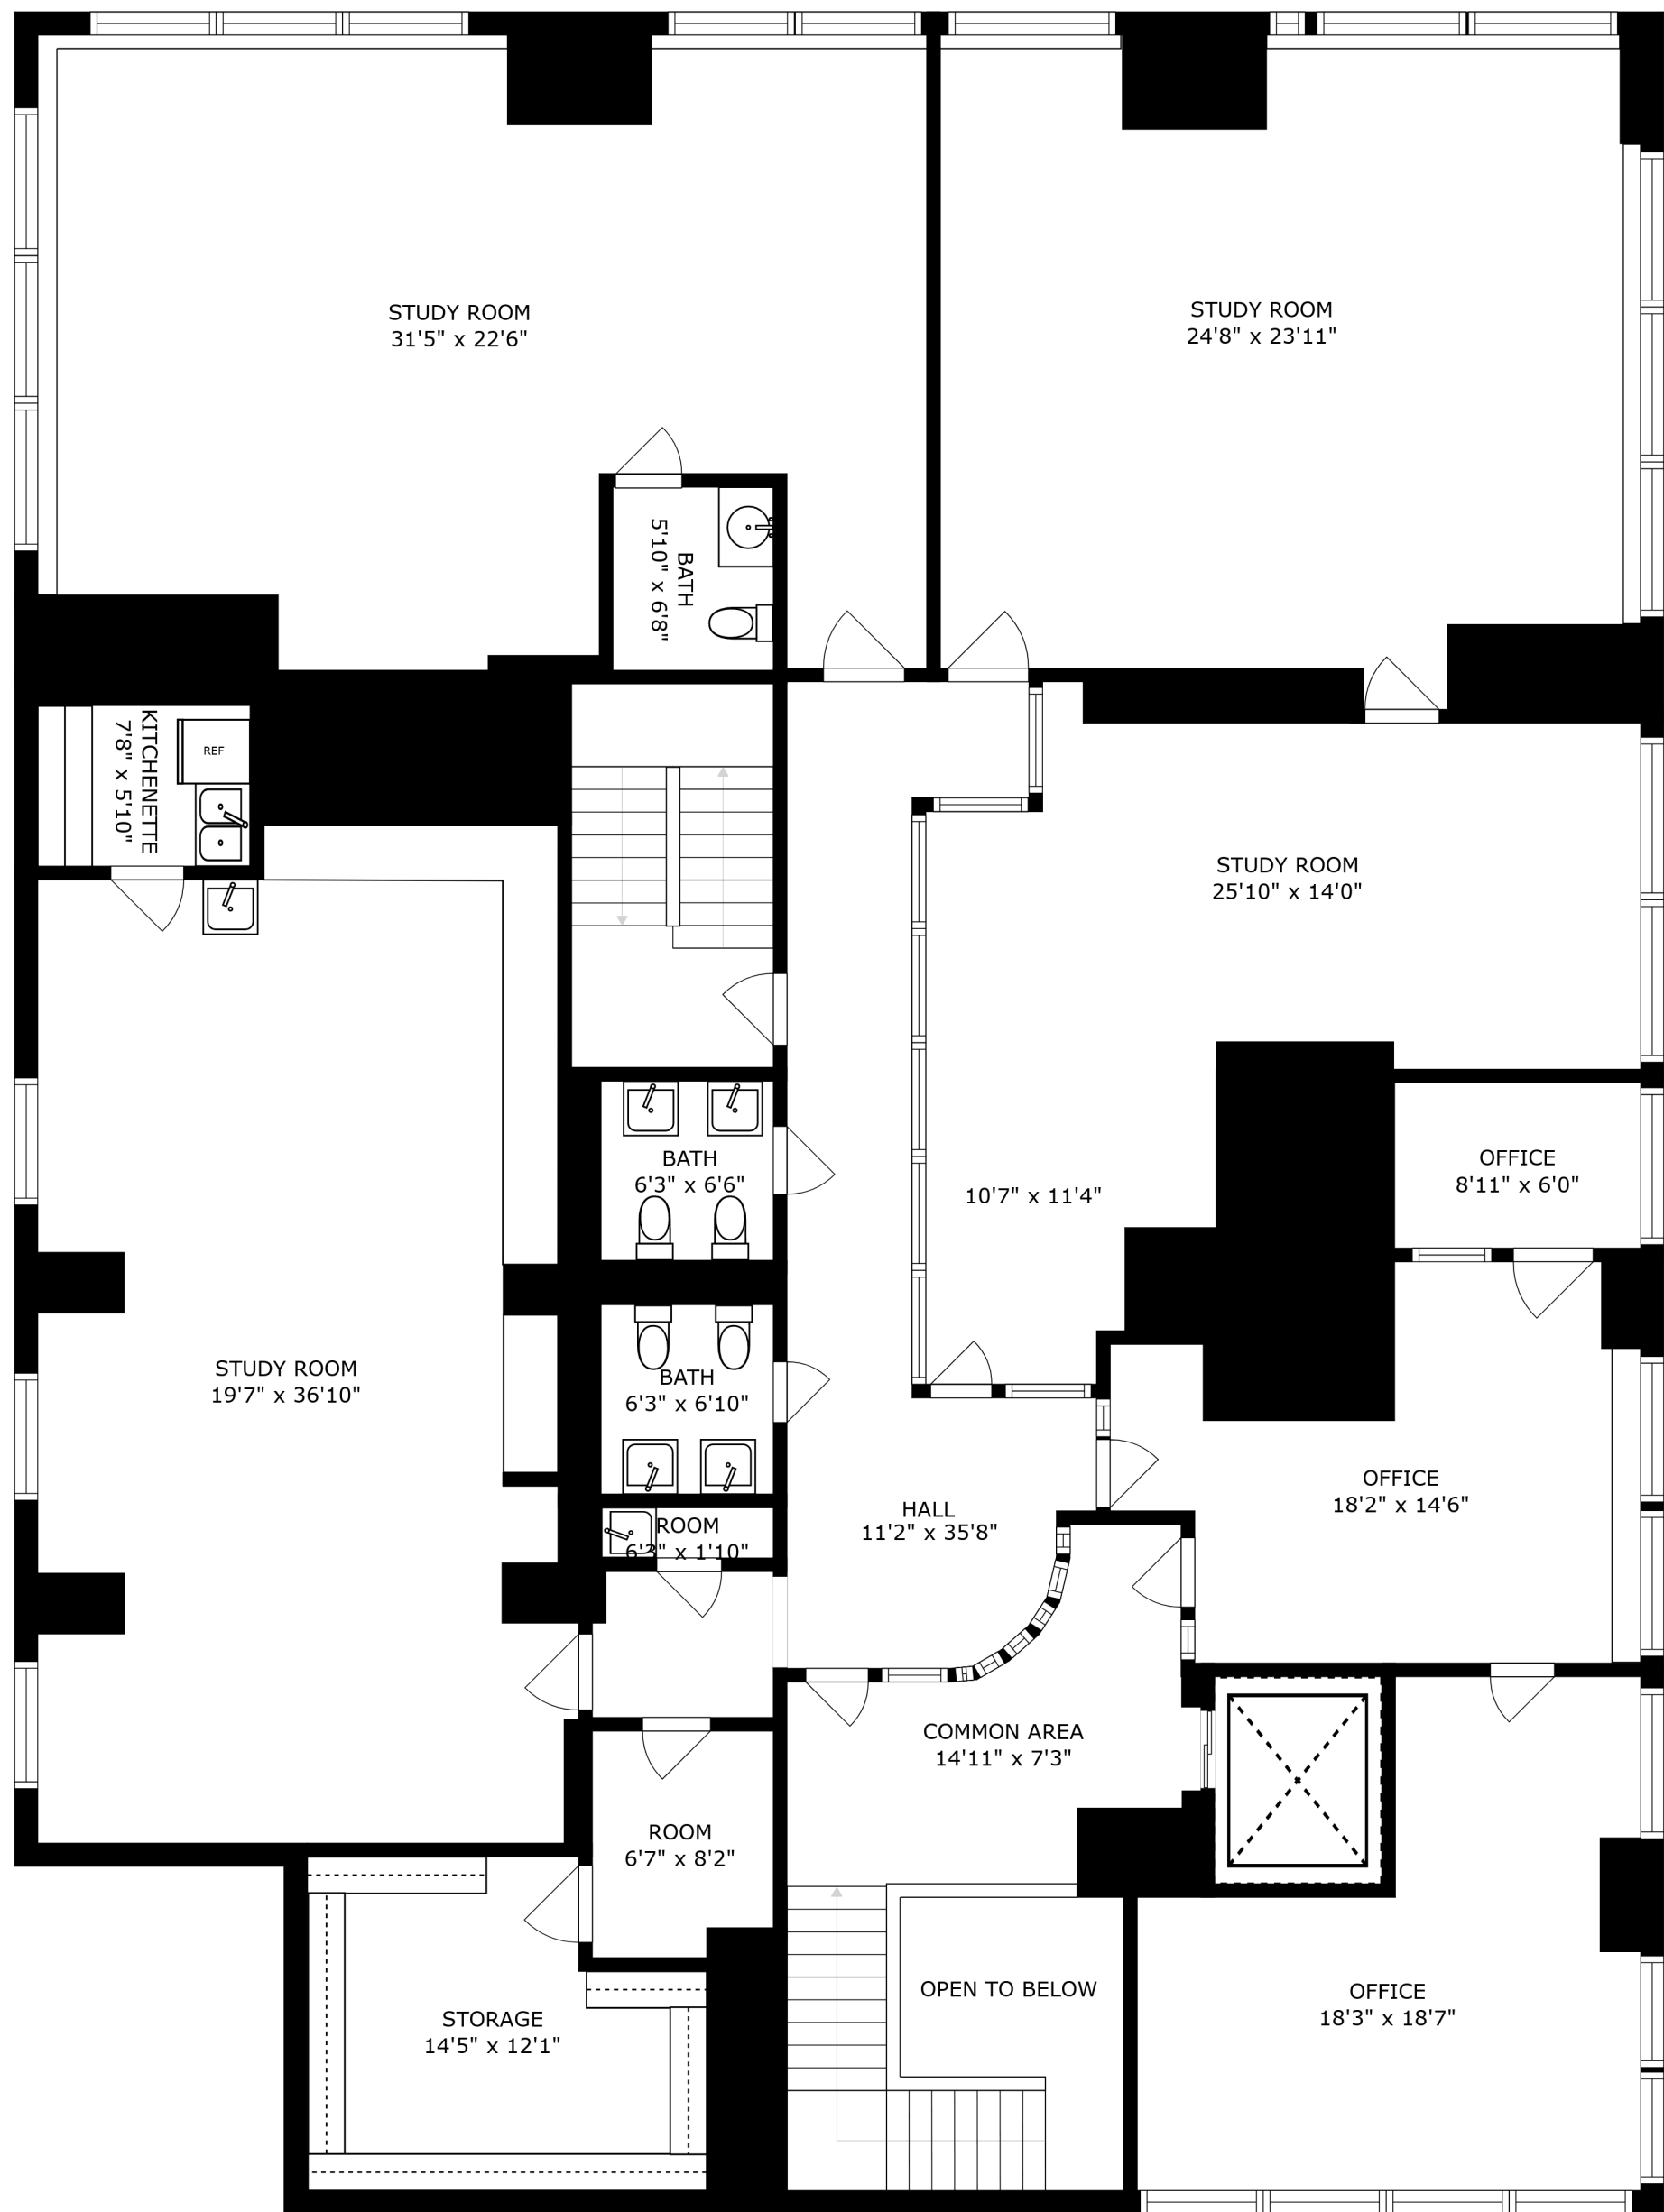 STUDY ROOM
31'5" x 22'6"
STUDY ROOM
24'8" x 23'11"
BATH
5'10" x 6'8"
KITCHENETTE
7'8" x 5'10"
REF
STUDY ROOM
25'10" x 14'0"
BATH
6'3" x 6'6"
10'7" x 11'4"
OFFICE
8'11" x 6'0"
STUDY ROOM
19'7" x 36'10"
BATH
6'3" x 6'10"
HALL
11'2" x 35'8"
OFFICE
18'2" x 14'6"
ROOM
6'3" x 1'10"
COMMON AREA
14'11" x 7'3"
ROOM
6'7" x 8'2"
STORAGE
14'5" x 12'1"
OPEN TO BELOW
OFFICE
18'3" x 18'7"